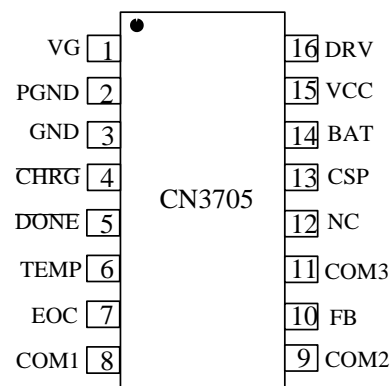 VG 1 16 DRV
PGND 2 15 VCC
GND 3 14 BAT
CHRG 4 13 CSP
CN3705
DONE 5 12 NC
TEMP 6 11 COM3
EOC 7 10 FB
COM1 8 9 COM2